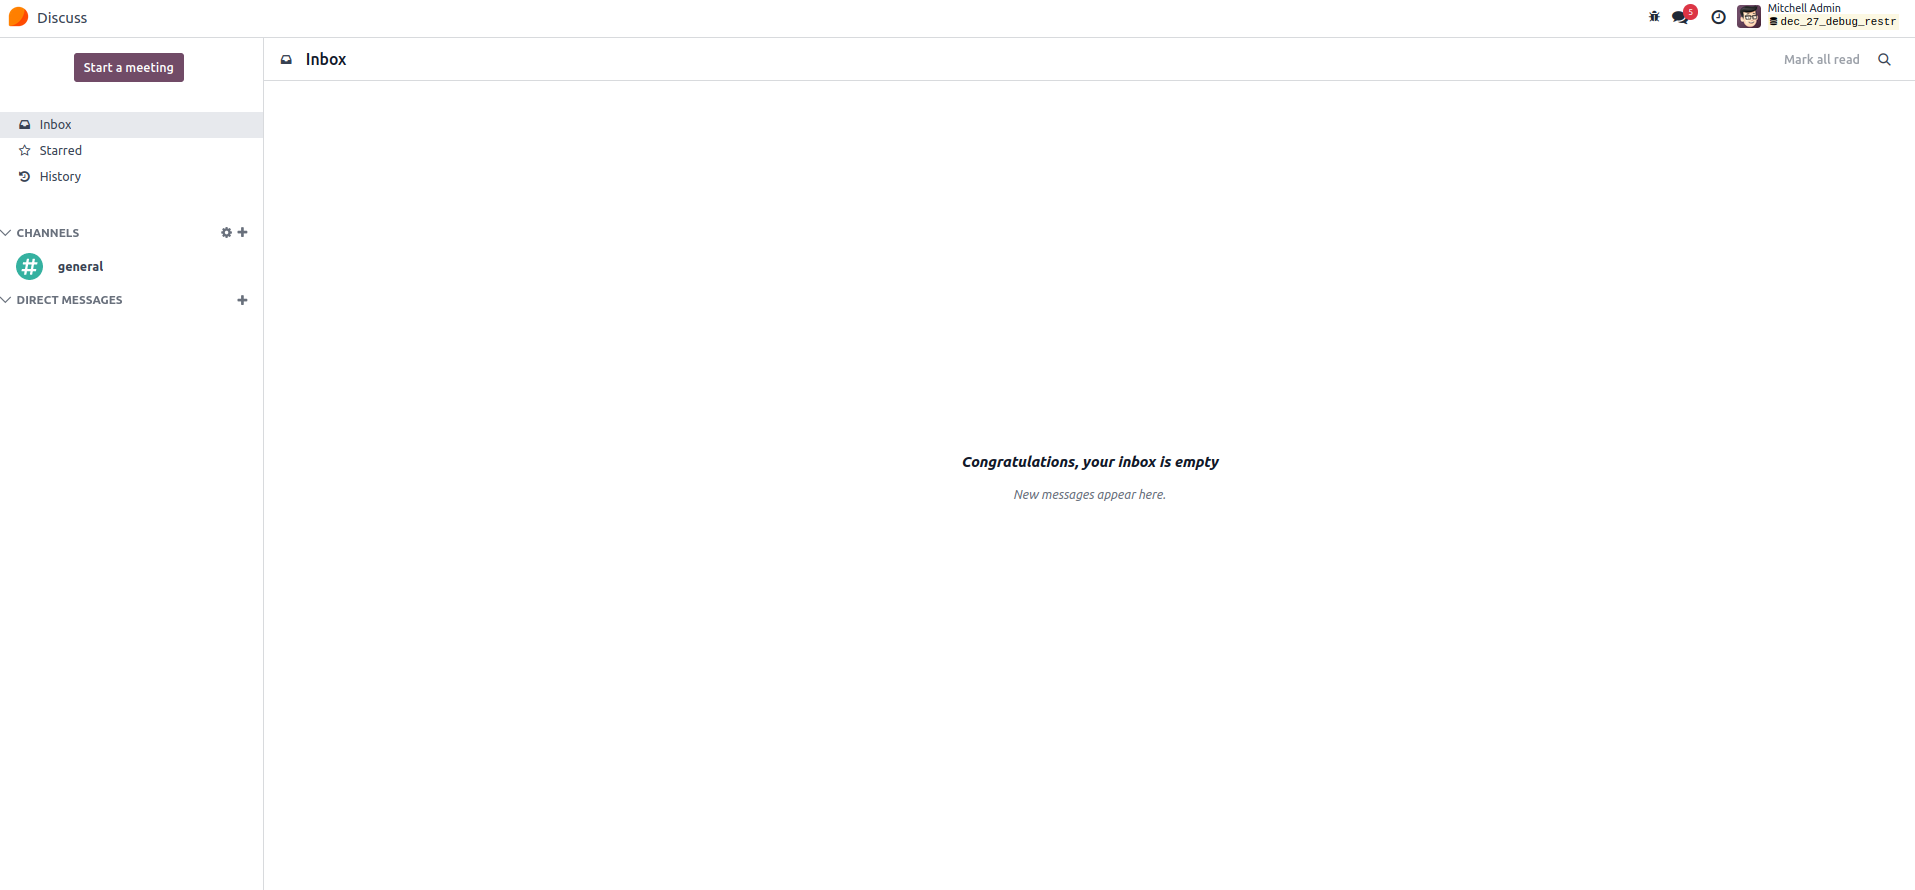 Discuss
5
Mitchell Admin
dec_27_debug_restr
Start a meeting
Inbox
Mark all read
Inbox
Starred
History
CHANNELS
general
DIRECT MESSAGES
Congratulations, your inbox is empty
New messages appear here.